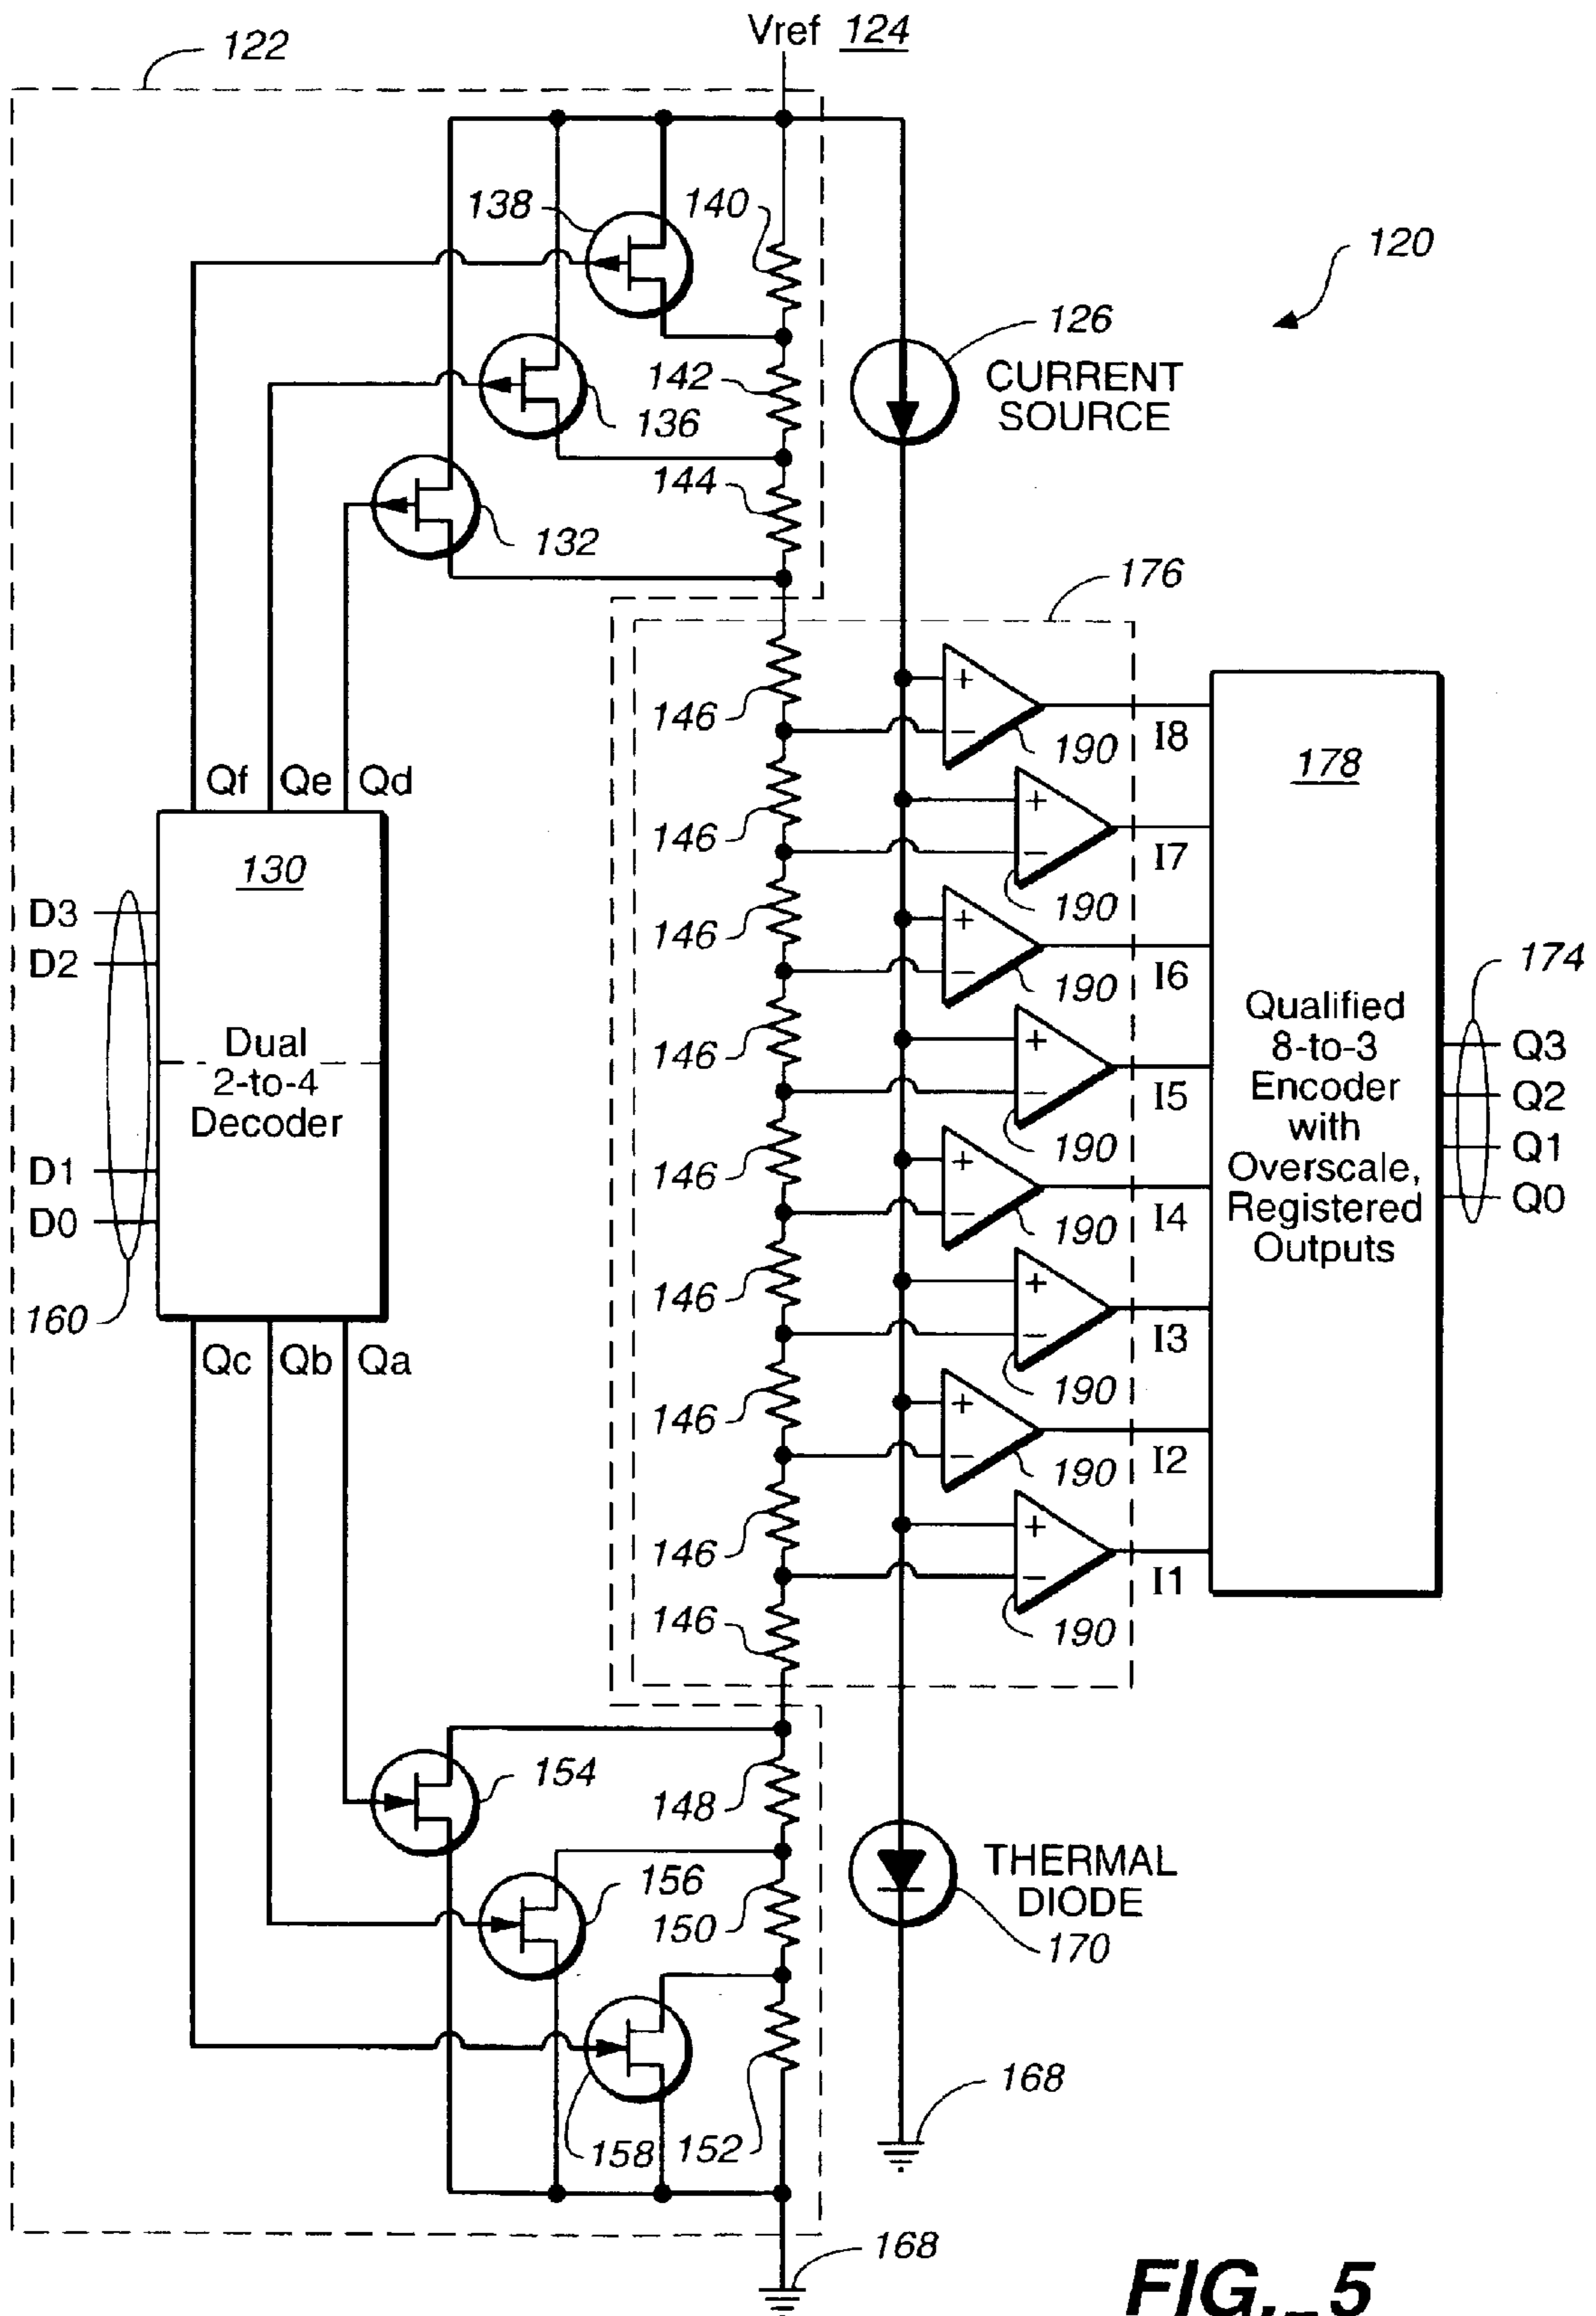 Vref 124
122
138
140
120
126
CURRENT
SOURCE
142
136
144
132
176
146
190
I8
178
Qf Qe Qd
146
190
I7
130
D3
D2
146
190
I6
174
Dual
2-to-4
Decoder
146
190
I5
Qualified
8-to-3
Encoder
with
Overscale,
Registered
Outputs
Q3
Q2
Q1
Q0
D1
D0
146
190
I4
160
146
190
I3
Qc Qb Qa
146
190
I2
146
190
I1
146
154
148
THERMAL
DIODE
156
150
170
168
158
152
168
FIG._5